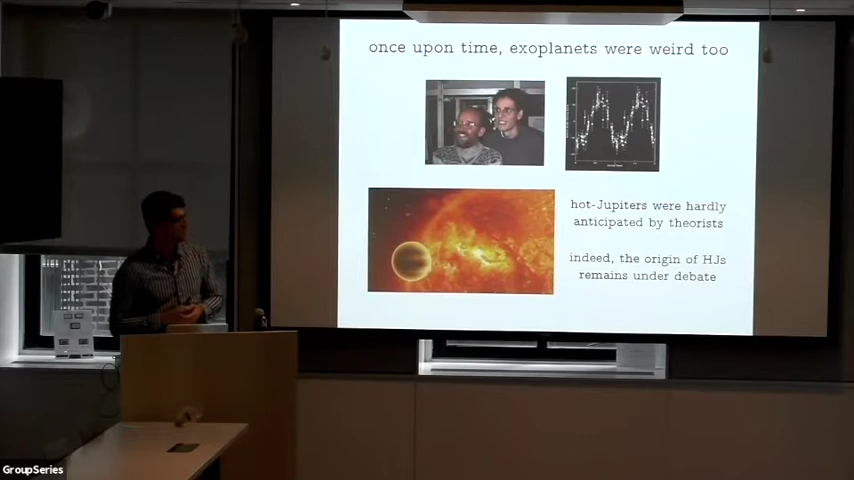 once upon time, exoplanets were weird too
hot-Jupiters were hardly
anticipated by theorists
indeed, the origin of HJs
remains under debate
GroupSeries